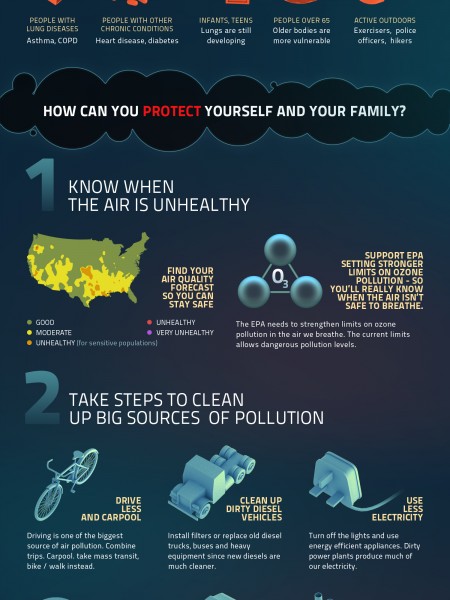 PEOPLE WITH
LUNG DISEASES
Asthma, COPD
PEOPLE WITH OTHER
CHRONIC CONDITIONS
Heart disease, diabetes
INFANTS, TEENS
Lungs are still
developing
PEOPLE OVER 65
Older bodies are
more vulnerable
ACTIVE OUTDOORS
Exercisers, police
officers, hikers
HOW CAN YOU PROTECT YOURSELF AND YOUR FAMILY?
1
KNOW WHEN
THE AIR IS UNHEALTHY
FIND YOUR
AIR QUALITY
FORECAST
SO YOU CAN
STAY SAFE
GOOD
MODERATE
UNHEALTHY (for sensitive populations)
UNHEALTHY
VERY UNHEALTHY
O3
SUPPORT EPA
SETTING STRONGER
LIMITS ON OZONE
POLLUTION - SO
YOU'LL REALLY KNOW
WHEN THE AIR ISN'T
SAFE TO BREATHE.
The EPA needs to strengthen limits on ozone
pollution in the air we breathe. The current limits
allows dangerous pollution levels.
2
TAKE STEPS TO CLEAN
UP BIG SOURCES OF POLLUTION
DRIVE
LESS
AND CARPOOL
Driving is one of the biggest
source of air pollution. Combine
trips. Carpool. take mass transit,
bike / walk instead.
CLEAN UP
DIRTY DIESEL
VEHICLES
Install filters or replace old diesel
trucks, buses and heavy
equipment since new diesels are
much cleaner.
USE
LESS
ELECTRICITY
Turn off the lights and use
energy efficient appliances. Dirty
power plants produce much of
our electricity.